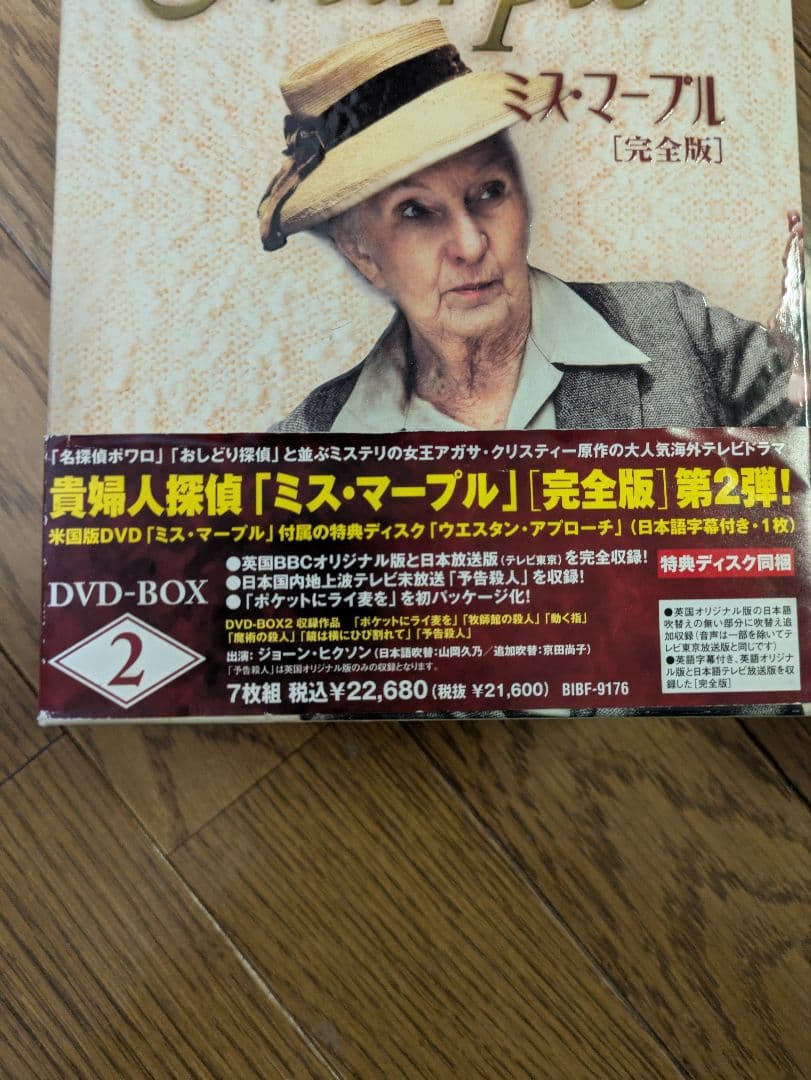 Marple
ミス・マープル
[完全版]
「名探偵ポワロ」「おしどり探偵」と並ぶミステリの女王アガサ・クリスティー原作の大人気海外テレビドラマ
貴婦人探偵「ミス・マープル」[完全版]第2弾!
米国版DVD「ミス・マープル」付属の特典ディスク「ウエスタン・アプローチ」(日本語字幕付き・1枚)
DVD-BOX
2
●英国BBCオリジナル版と日本放送版(テレビ東京)を完全収録!
●日本国内地上波テレビ未放送「予告殺人」を収録!
●「ポケットにライ麦を」を初パッケージ化!
特典ディスク同梱
DVD-BOX2 収録作品 「ポケットにライ麦を」「牧師館の殺人」「動く指」
「魔術の殺人」「鏡は横にひび割れて」「予告殺人」
出演:ジョーン・ヒクソン(日本語吹替:山岡久乃/追加吹替:京田尚子)
「予告殺人」は英国オリジナル版のみの収録となります。
7枚組 税込¥22,680(税抜 ¥21,600) BIBF-9176
●英国オリジナル版の日本語
吹替えの無い部分に吹替え追
加収録(音声は一部を除いてテ
レビ東京放送版と同じです)
●英語字幕付き、英語オリジナ
ル版と日本語テレビ放送版を収
録した[完全版]